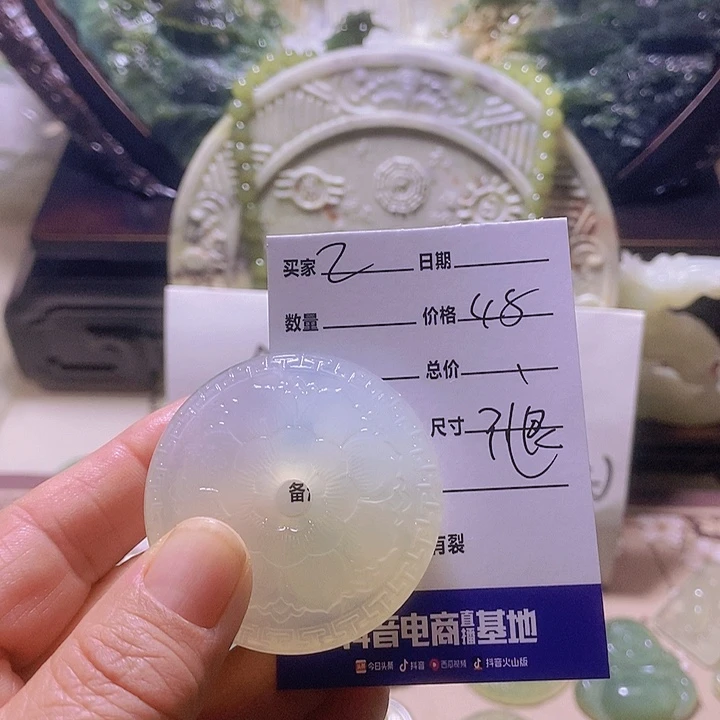 买家 乙 日期
数量 价格 48
总价
尺寸
备
有裂
抖音电商直播基地
今日头条 抖音 西瓜视频 抖音火山版